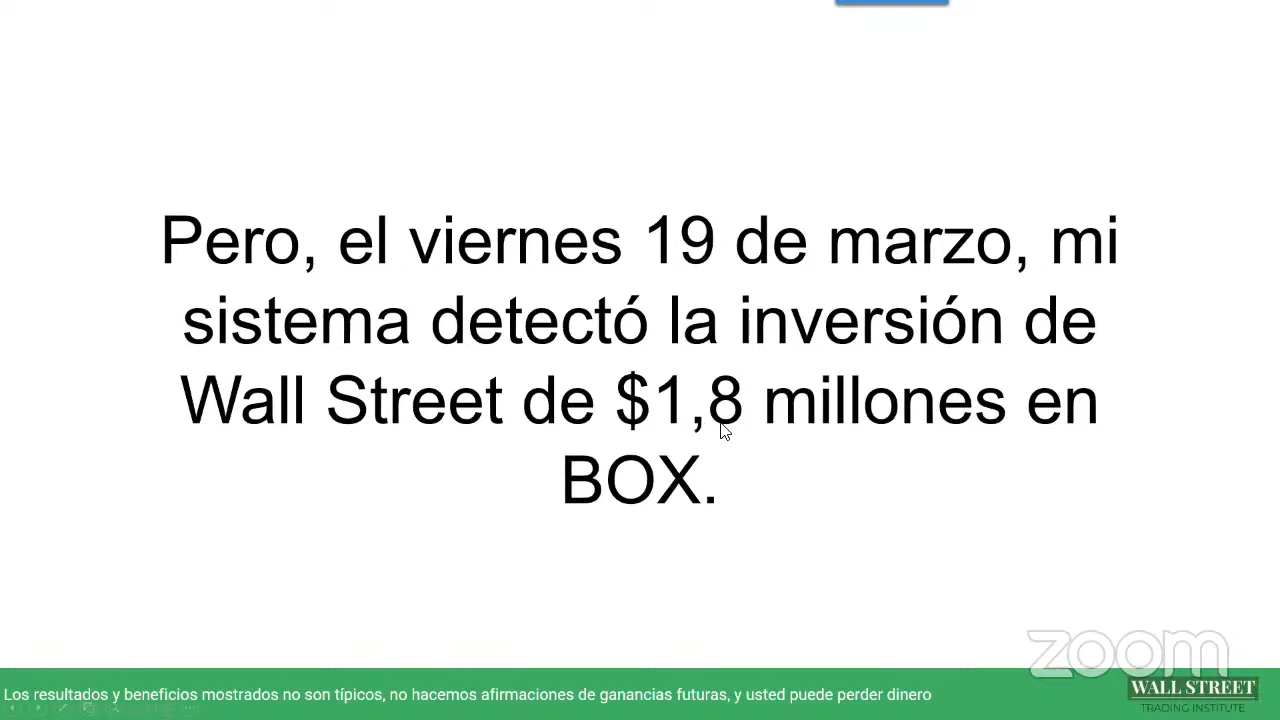 Pero, el viernes 19 de marzo, mi
sistema detectó la inversión de
Wall Street de $1,8 millones en
BOX.
zoom
Los resultados y beneficios mostrados no son típicos, no hacemos afirmaciones de ganancias futuras, y usted puede perder dinero
WALL STREET
TRADING INSTITUTE